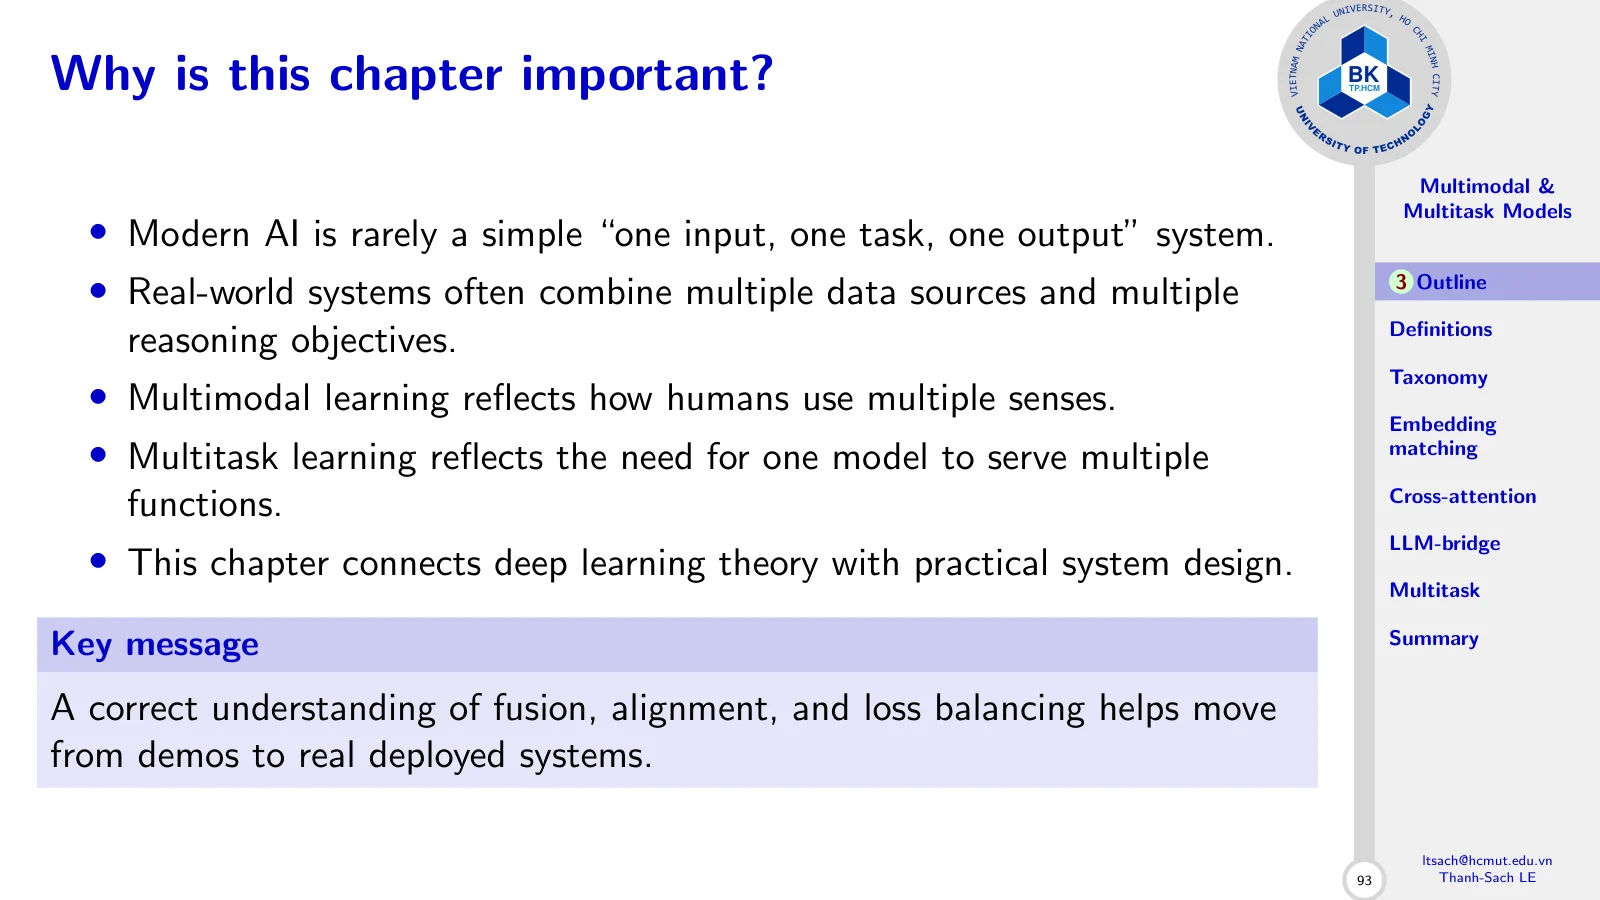 Why is this chapter important?
• Modern AI is rarely a simple “one input, one task, one output” system.
• Real-world systems often combine multiple data sources and multiple
reasoning objectives.
• Multimodal learning reflects how humans use multiple senses.
• Multitask learning reflects the need for one model to serve multiple
functions.
• This chapter connects deep learning theory with practical system design.
Key message
A correct understanding of fusion, alignment, and loss balancing helps move
from demos to real deployed systems.
VIETNAM NATIONAL UNIVERSITY, HO CHI MINH CITY
BK
TP.HCM
UNIVERSITY OF TECHNOLOGY
Multimodal &
Multitask Models
3 Outline
Definitions
Taxonomy
Embedding
matching
Cross-attention
LLM-bridge
Multitask
Summary
ltsach@hcmut.edu.vn
Thanh-Sach LE
93